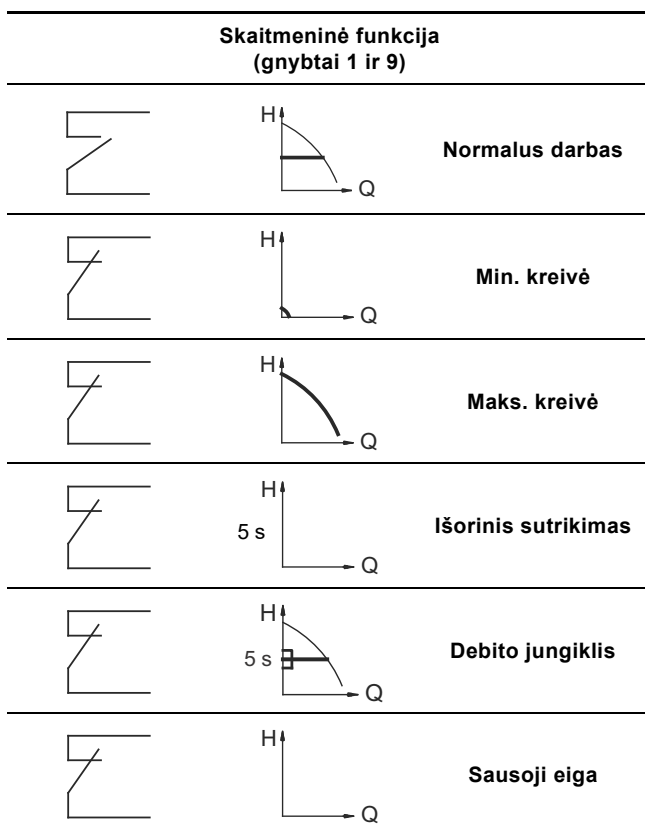 Skaitmeninė funkcija
(gnybtai 1 ir 9)
H
Q
Normalus darbas
H
Q
Min. kreivė
H
Q
Maks. kreivė
H
5 s
Q
Išorinis sutrikimas
H
5 s
Q
Debito jungiklis
H
Q
Sausoji eiga